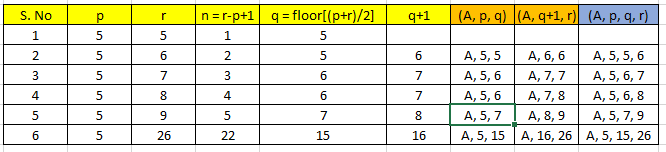 S. No p r n = r-p+1 q = floor[(p+r)/2] q+1 (A, p, q) (A, q+1, r) (A, p, q, r)
1 5 5 1 5
2 5 6 2 5 6 A, 5, 5 A, 6, 6 A, 5, 5, 6
3 5 7 3 6 7 A, 5, 6 A, 7, 7 A, 5, 6, 7
4 5 8 4 6 7 A, 5, 6 A, 7, 8 A, 5, 6, 8
5 5 9 5 7 8 A, 5, 7 A, 8, 9 A, 5, 7, 9
6 5 26 22 15 16 A, 5, 15 A, 16, 26 A, 5, 15, 26